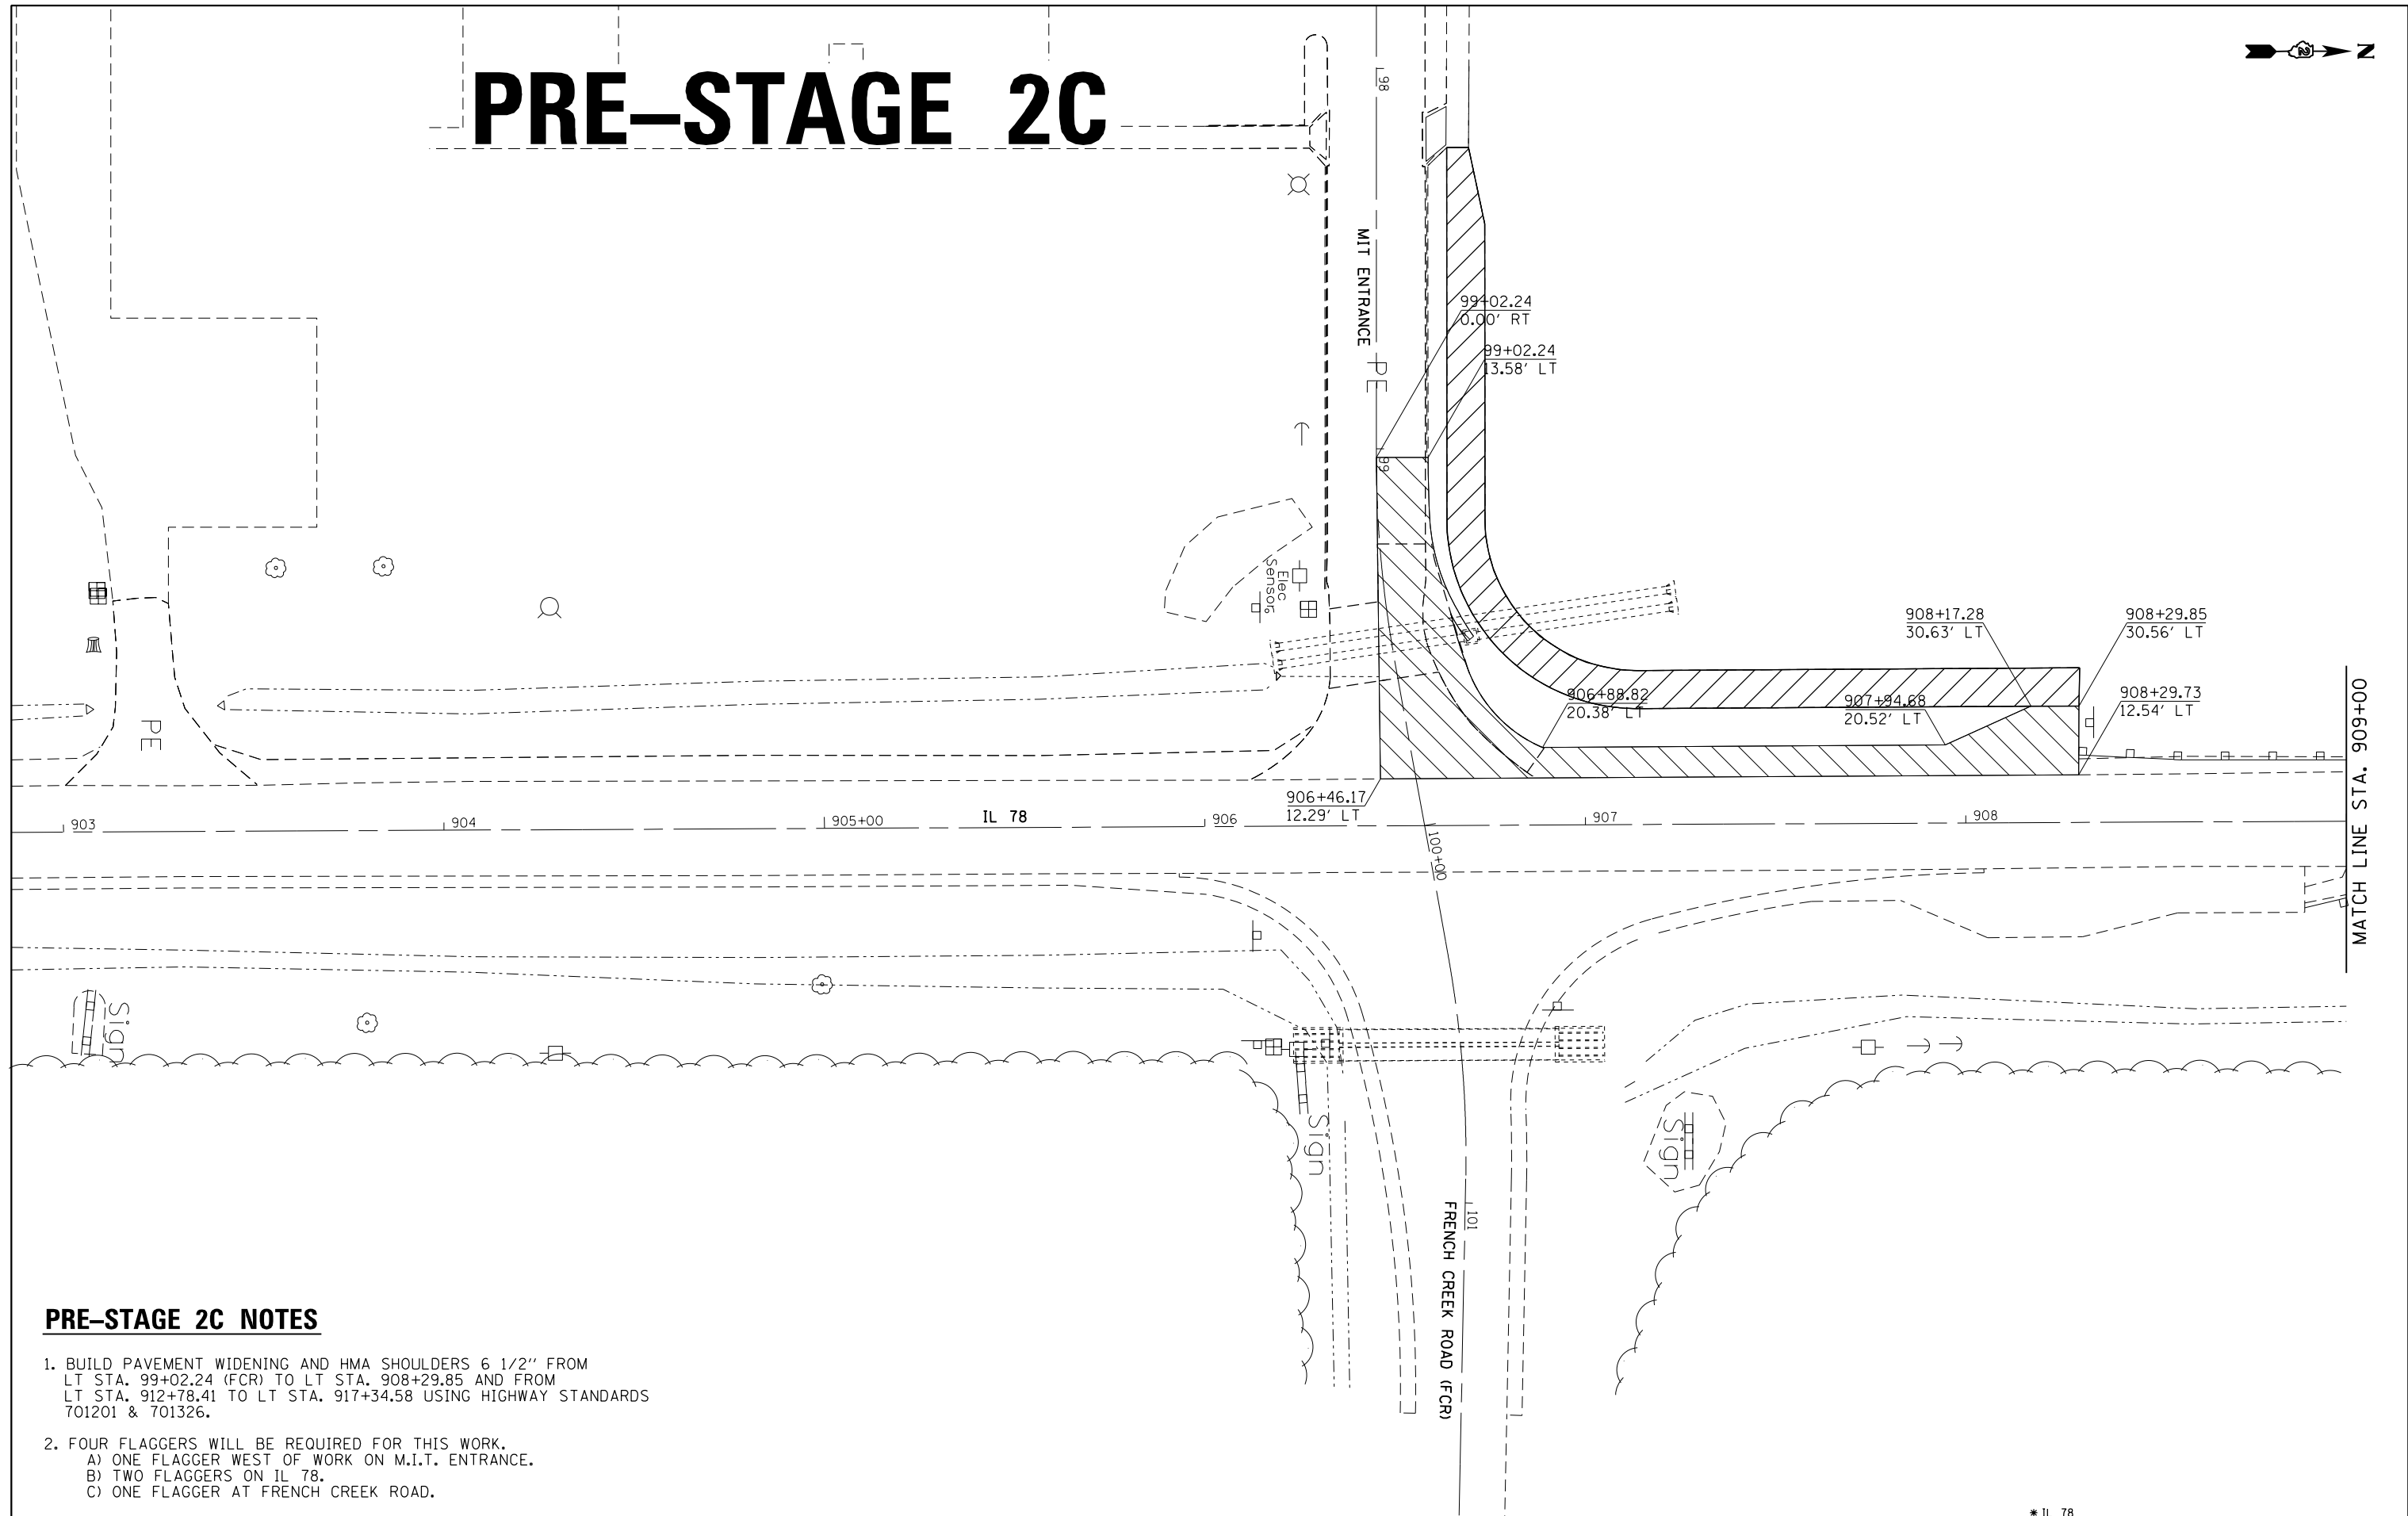 PRE–STAGE 2C
N
98
MIT ENTRANCE
PE
99+02.24
0.00' RT
99+02.24
13.58' LT
99
Elec
Sensor
908+17.28
30.63' LT
908+29.85
30.56' LT
906+88.82
20.38' LT
907+94.68
20.52' LT
908+29.73
12.54' LT
PE
906+46.17
12.29' LT
MATCH LINE STA. 909+00
903
904
905+00
IL 78
906
907
908
100+00
Sign
Sign
Sign
101
FRENCH CREEK ROAD (FCR)
PRE–STAGE 2C NOTES
1. BUILD PAVEMENT WIDENING AND HMA SHOULDERS 6 1/2'' FROM
LT STA. 99+02.24 (FCR) TO LT STA. 908+29.85 AND FROM
LT STA. 912+78.41 TO LT STA. 917+34.58 USING HIGHWAY STANDARDS
701201 & 701326.
2. FOUR FLAGGERS WILL BE REQUIRED FOR THIS WORK.
A) ONE FLAGGER WEST OF WORK ON M.I.T. ENTRANCE.
B) TWO FLAGGERS ON IL 78.
C) ONE FLAGGER AT FRENCH CREEK ROAD.
* IL 78